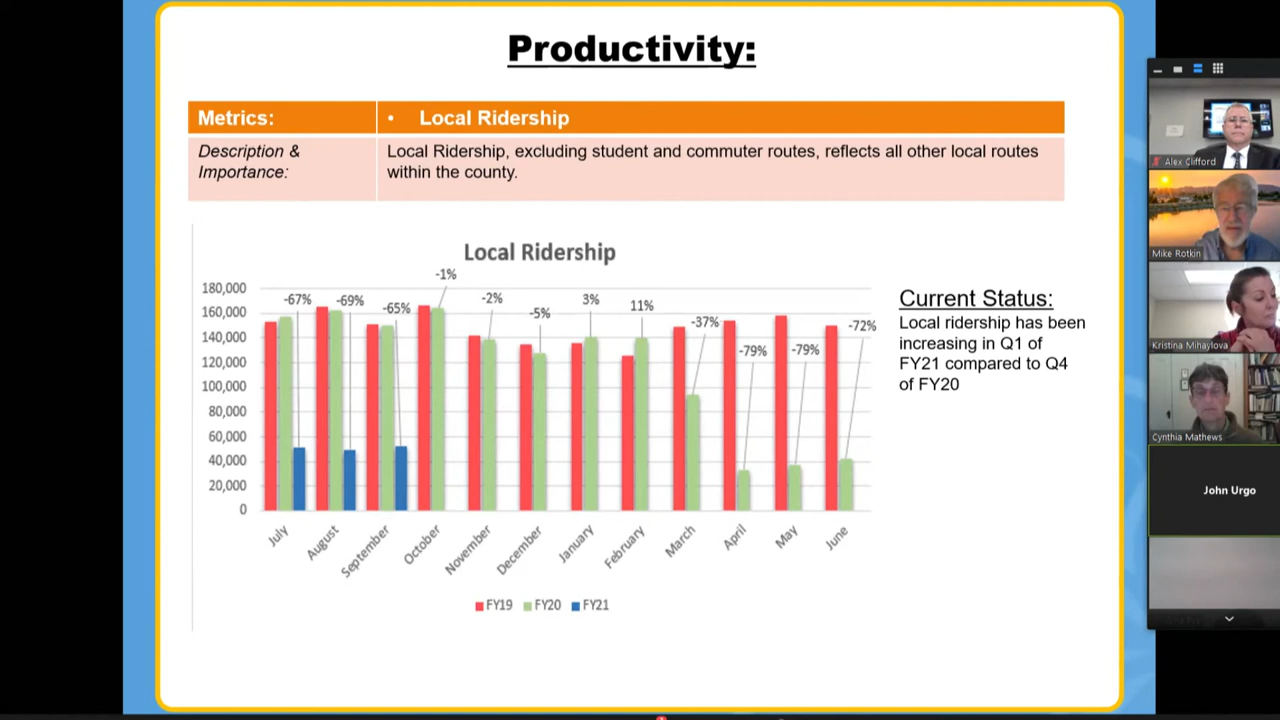 Productivity:
Metrics:
• Local Ridership
Description &
Importance:
Local Ridership, excluding student and commuter routes, reflects all other local routes
within the county.
Local Ridership
180,000
160,000
140,000
120,000
100,000
80,000
60,000
40,000
20,000
0
-67%
-69%
-65%
-1%
-2%
-5%
3%
11%
-37%
-79%
-79%
-72%
July
August
September
October
November
December
January
February
March
April
May
June
FY19 FY20 FY21
Current Status:
Local ridership has been
increasing in Q1 of
FY21 compared to Q4
of FY20
Alex Clifford
Mike Rotkin
Kristina Mihaylova
Cynthia Mathews
John Urgo